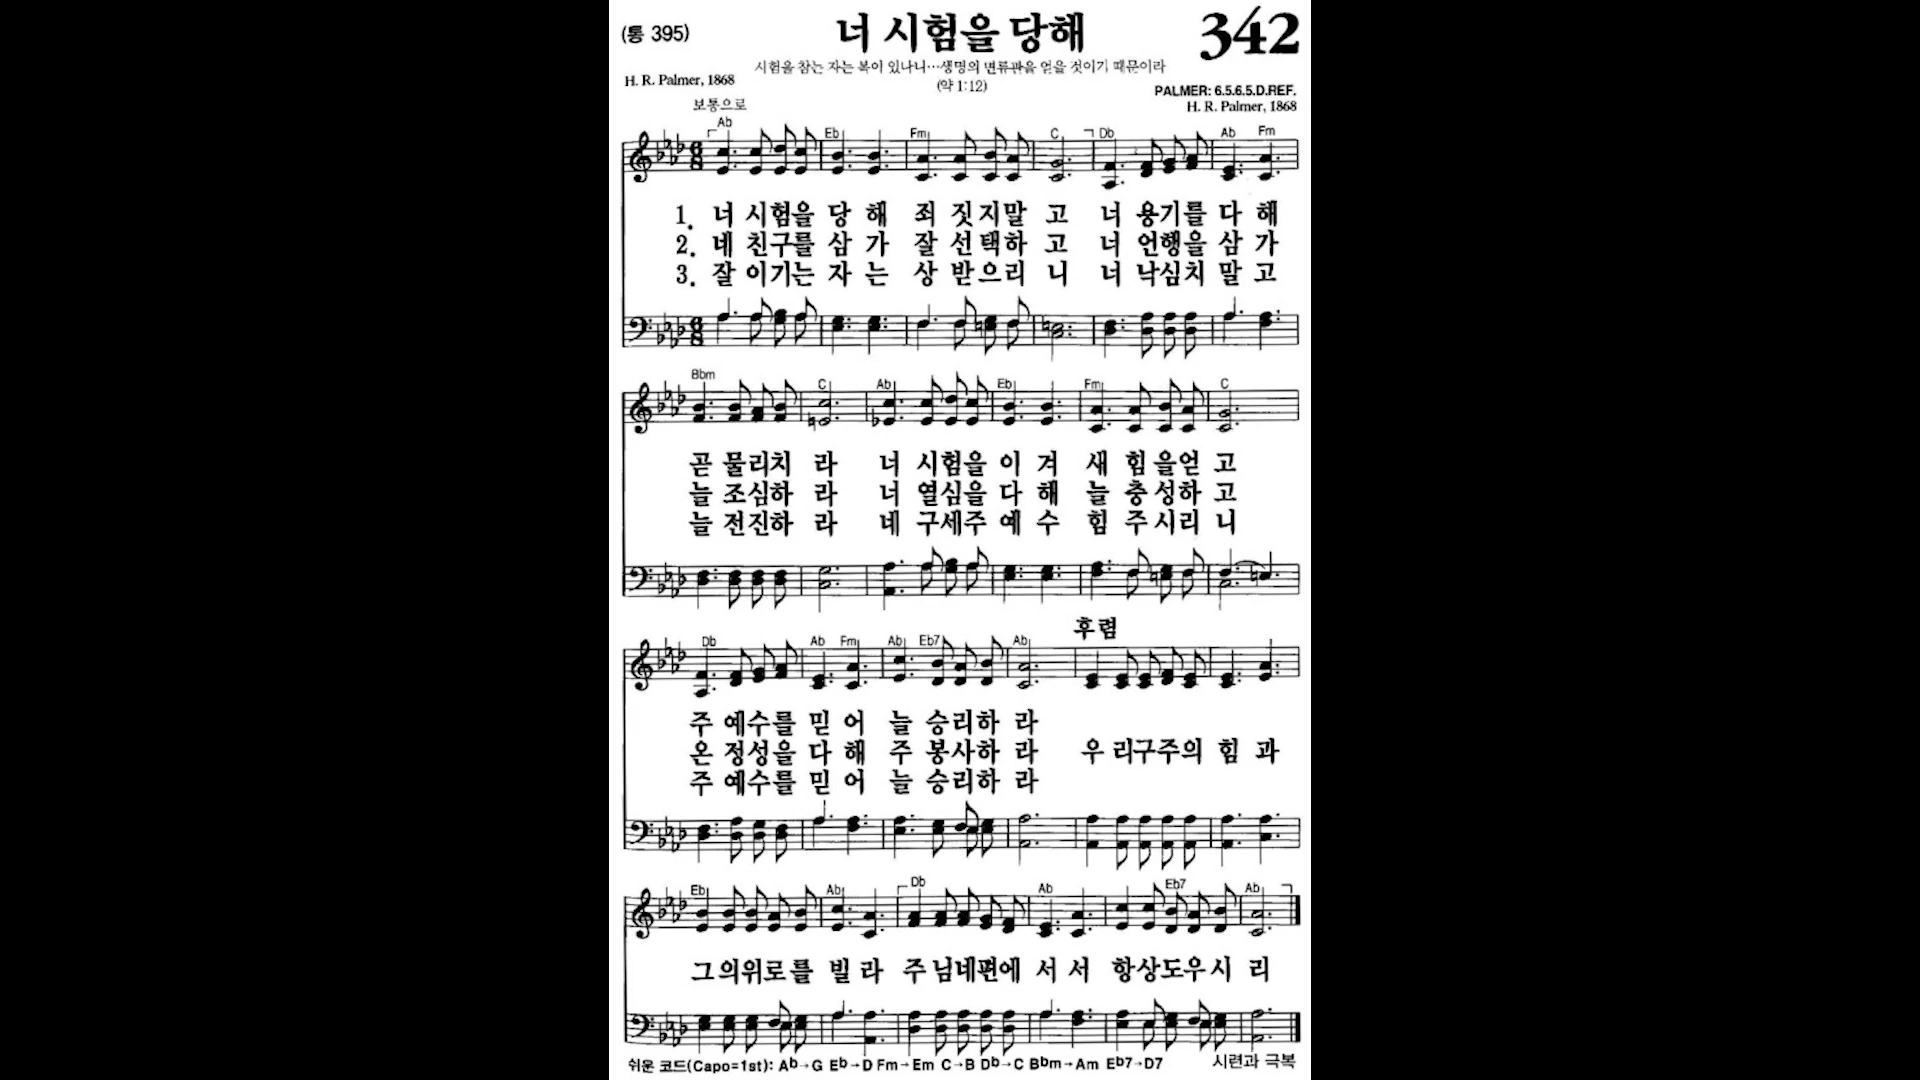 (통 395)
너 시험을 당해
342
시험을 참는 자는 복이 있나니…생명의 면류관을 얻을 것이기 때문이라
(약 1:12)
H. R. Palmer, 1868
PALMER: 6.5.6.5.D.REF.
H. R. Palmer, 1868
보통으로
Ab Eb Fm C Db Ab Fm
1. 너 시험을 당 해 죄 짓지말 고 너 용기를 다 해
2. 네 친구를 삼 가 잘 선택하 고 너 언행을 삼 가
3. 잘 이기는 자 는 상 받으리 니 너 낙심치 말 고
Bbm C Ab Eb Fm C
곧 물리치 라 너 시험을 이 겨 새 힘을얻 고
늘 조심하 라 너 열심을 다 해 늘 충성하 고
늘 전진하 라 네 구세주 예 수 힘 주시리 니
후렴
Db Ab Fm Ab Eb7 Ab
주 예수를 믿 어 늘 승리하 라
온 정성을 다 해 주 봉사하 라 우 리구주의 힘 과
주 예수를 믿 어 늘 승리하 라
Eb Ab Db Ab Eb7 Ab
그의위로를 빌 라 주님네편에 서 서 항상도우시 리
쉬운 코드(Capo=1st): Ab→G Eb→D Fm→Em C→B Db→C Bbm→Am Eb7→D7
시련과 극복